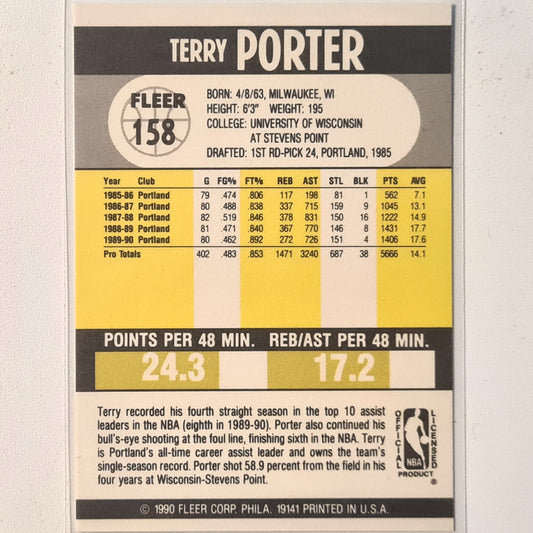 TERRY PORTER
FLEER
158
BORN: 4/8/63, MILWAUKEE, WI
HEIGHT: 6'3" WEIGHT: 195
COLLEGE: UNIVERSITY OF WISCONSIN
AT STEVENS POINT
DRAFTED: 1ST RD-PICK 24, PORTLAND, 1985
Year Club G FG% FT% REB AST STL BLK PTS AVG
1985-86 Portland 79 .474 .806 117 198 81 1 562 7.1
1986-87 Portland 80 .488 .838 337 715 159 9 1045 13.1
1987-88 Portland 82 .519 .846 378 831 150 16 1222 14.9
1988-89 Portland 81 .471 .840 367 770 146 8 1431 17.7
1989-90 Portland 80 .462 .892 272 726 151 4 1406 17.6
Pro Totals 402 .483 .853 1471 3240 687 38 5666 14.1
POINTS PER 48 MIN. REB/AST PER 48 MIN.
24.3 17.2
Terry recorded his fourth straight season in the top 10 assist
leaders in the NBA (eighth in 1989-90). Porter also continued his
bull's-eye shooting at the foul line, finishing sixth in the NBA. Terry
is Portland's all-time career assist leader and owns the team's
single-season record. Porter shot 58.9 percent from the field in his
four years at Wisconsin-Stevens Point.
OFFICIAL LICENSED
NBA
PRODUCT ®
© 1990 FLEER CORP. PHILA. 19141 PRINTED IN U.S.A.